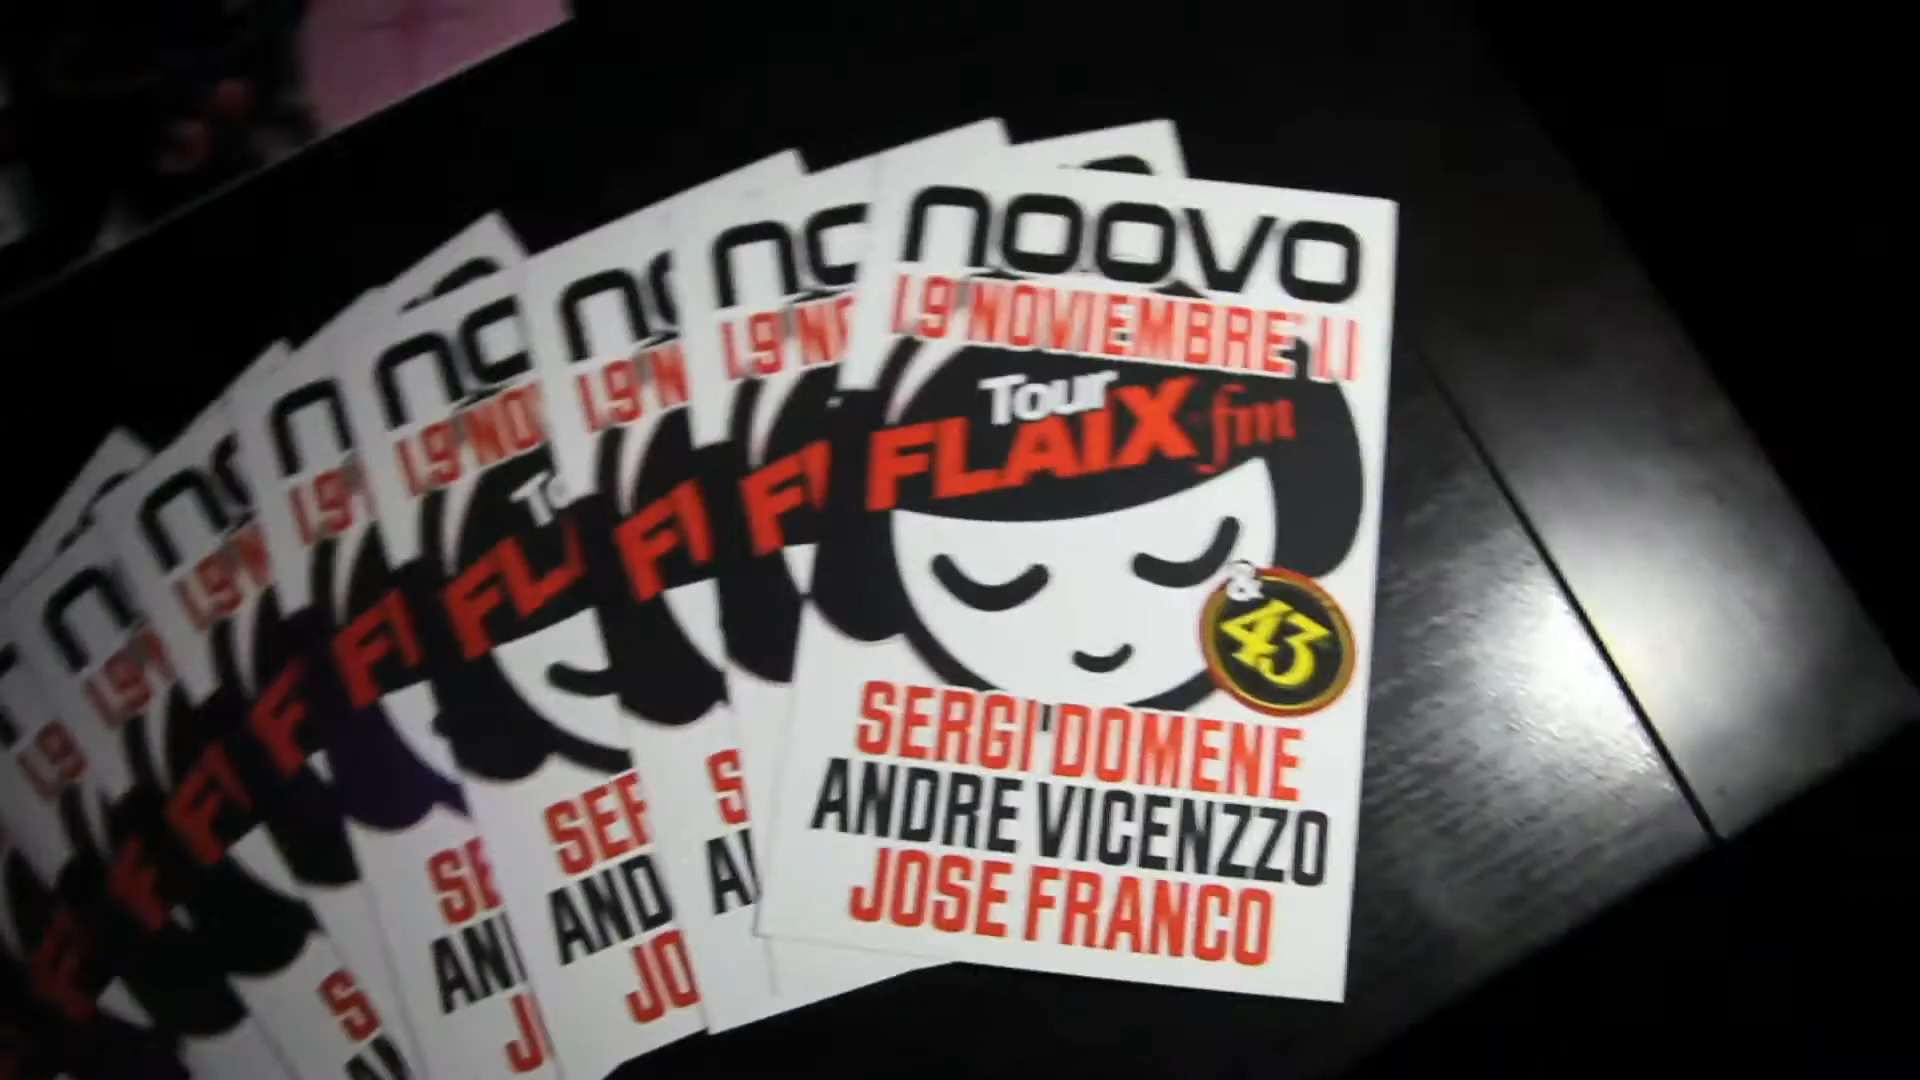 noovo
19 NOVIEMBRE 11
Tour
FLAIX fm
& 43
SERGI DOMENE
ANDRE VICENZZO
JOSE FRANCO